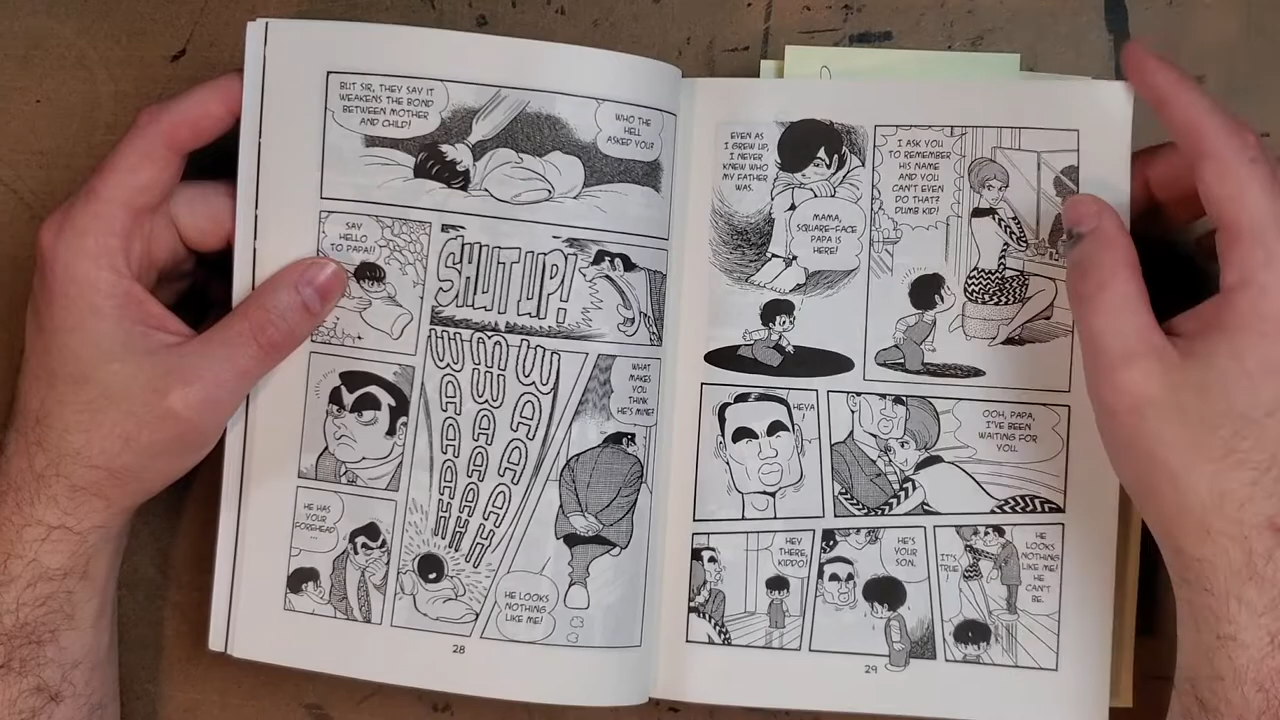 BUT SIR, THEY SAY IT
WEAKENS THE BOND
BETWEEN MOTHER
AND CHILD!
WHO THE
HELL
ASKED YOU?
SAY
HELLO
TO PAPA!!
SHUT UP!
HE HAS
YOUR
FOREHEAD
...
WAAAAH
MWAAAAHH
WAAAAH
WHAT
MAKES
YOU
THINK
HE'S MINE?
HE LOOKS
NOTHING
LIKE ME!
28
EVEN AS
I GREW UP,
I NEVER
KNEW WHO
MY FATHER
WAS.
MAMA,
SQUARE-FACE
PAPA IS
HERE!
I ASK YOU
TO REMEMBER
HIS NAME
AND YOU
CAN'T EVEN
DO THAT?
DUMB KID!
HEYA
!
OOH, PAPA,
I'VE BEEN
WAITING FOR
YOU.
HEY
THERE,
KIDDO!
HE'S
YOUR
SON.
IT'S
TRUE
!
HE
LOOKS
NOTHING
LIKE ME!
HE
CAN'T
BE.
29